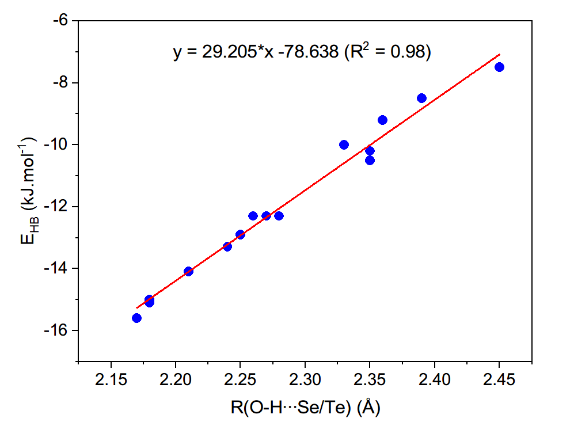 y = 29.205*x -78.638 (R² = 0.98)
-6
-8
-10
-12
-14
-16
E_HB (kJ.mol⁻¹)
2.15 2.20 2.25 2.30 2.35 2.40 2.45
R(O-H···Se/Te) (Å)